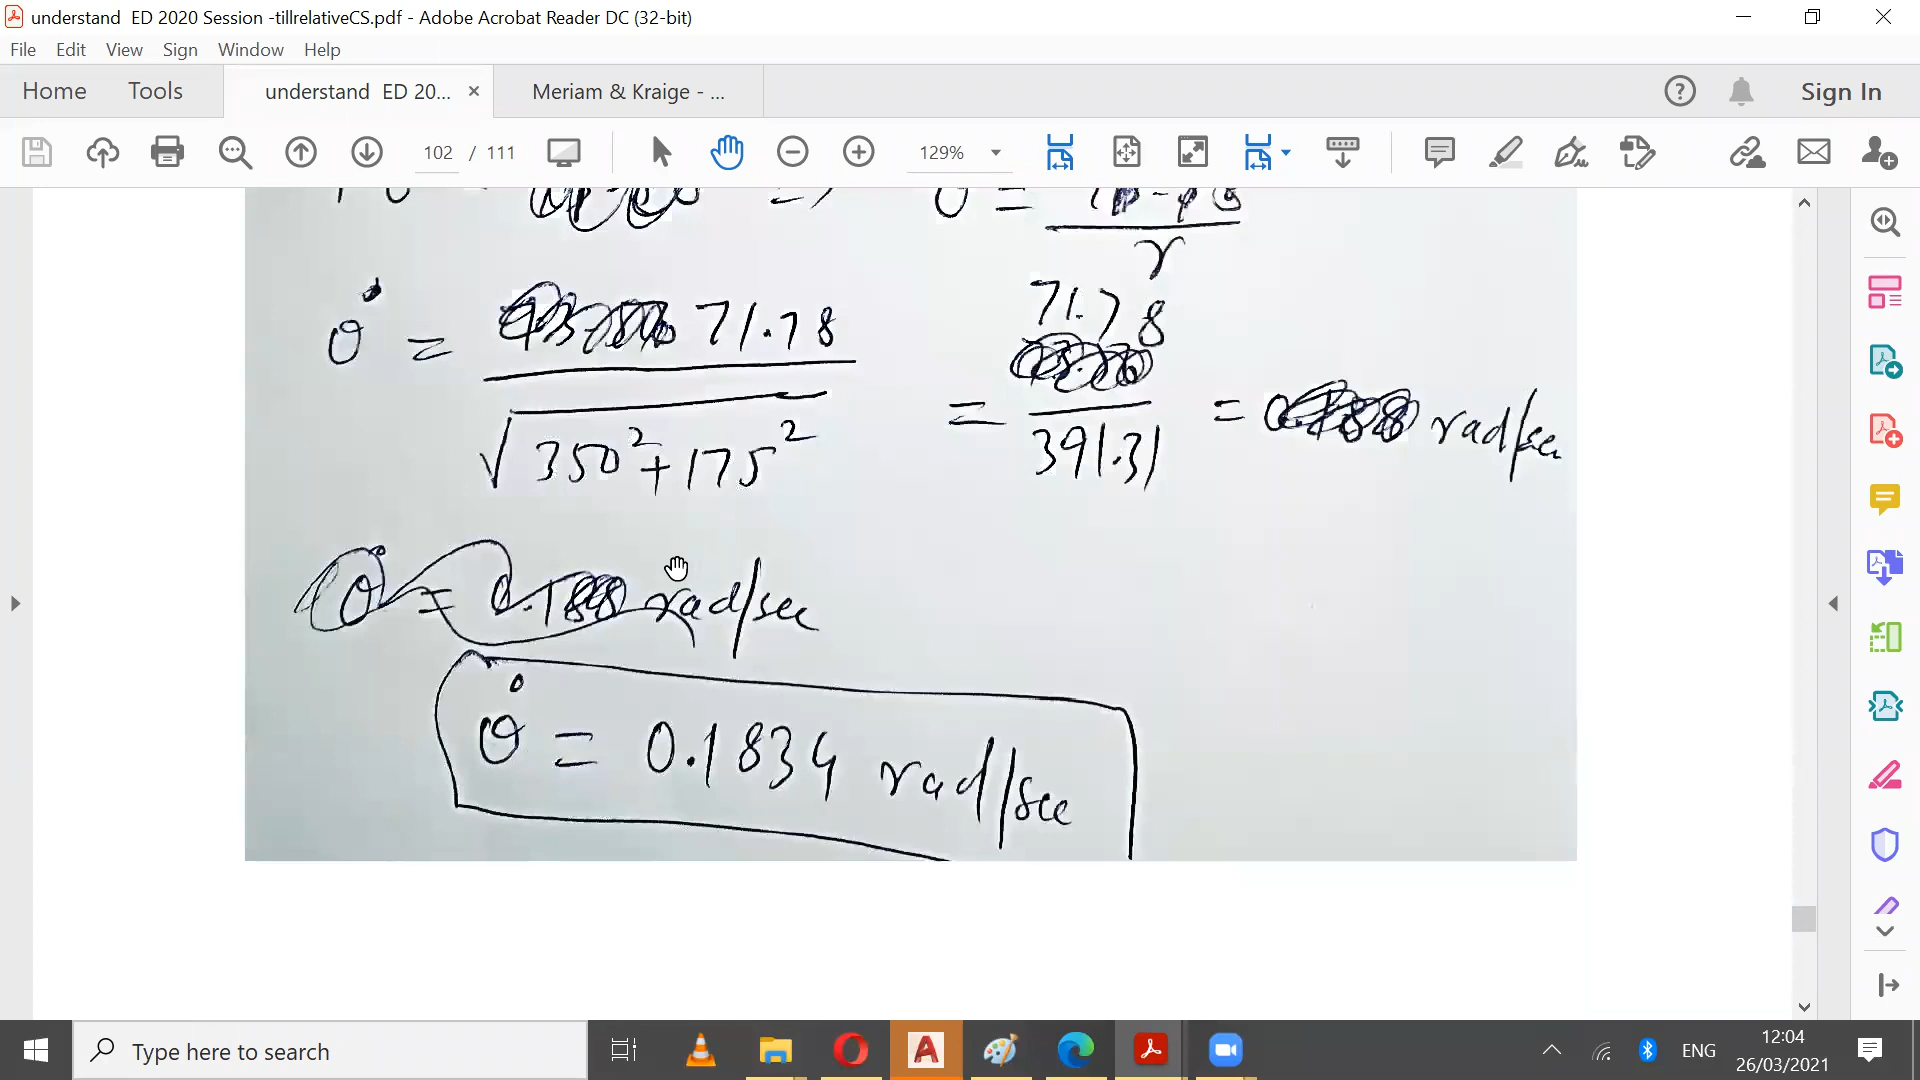 understand ED 2020 Session -tillrelativeCS.pdf - Adobe Acrobat Reader DC (32-bit)
File Edit View Sign Window Help
Home Tools understand ED 20... × Meriam & Kraige - ... Sign In
102 / 111 129%
r
θ̇ = 71.78 / √350²+175² = 71.78 / 391.31 = rad/sec
θ̇ = 0.188 rad/sec
θ̇ = 0.1834 rad/sec
Type here to search
ENG
12:04
26/03/2021